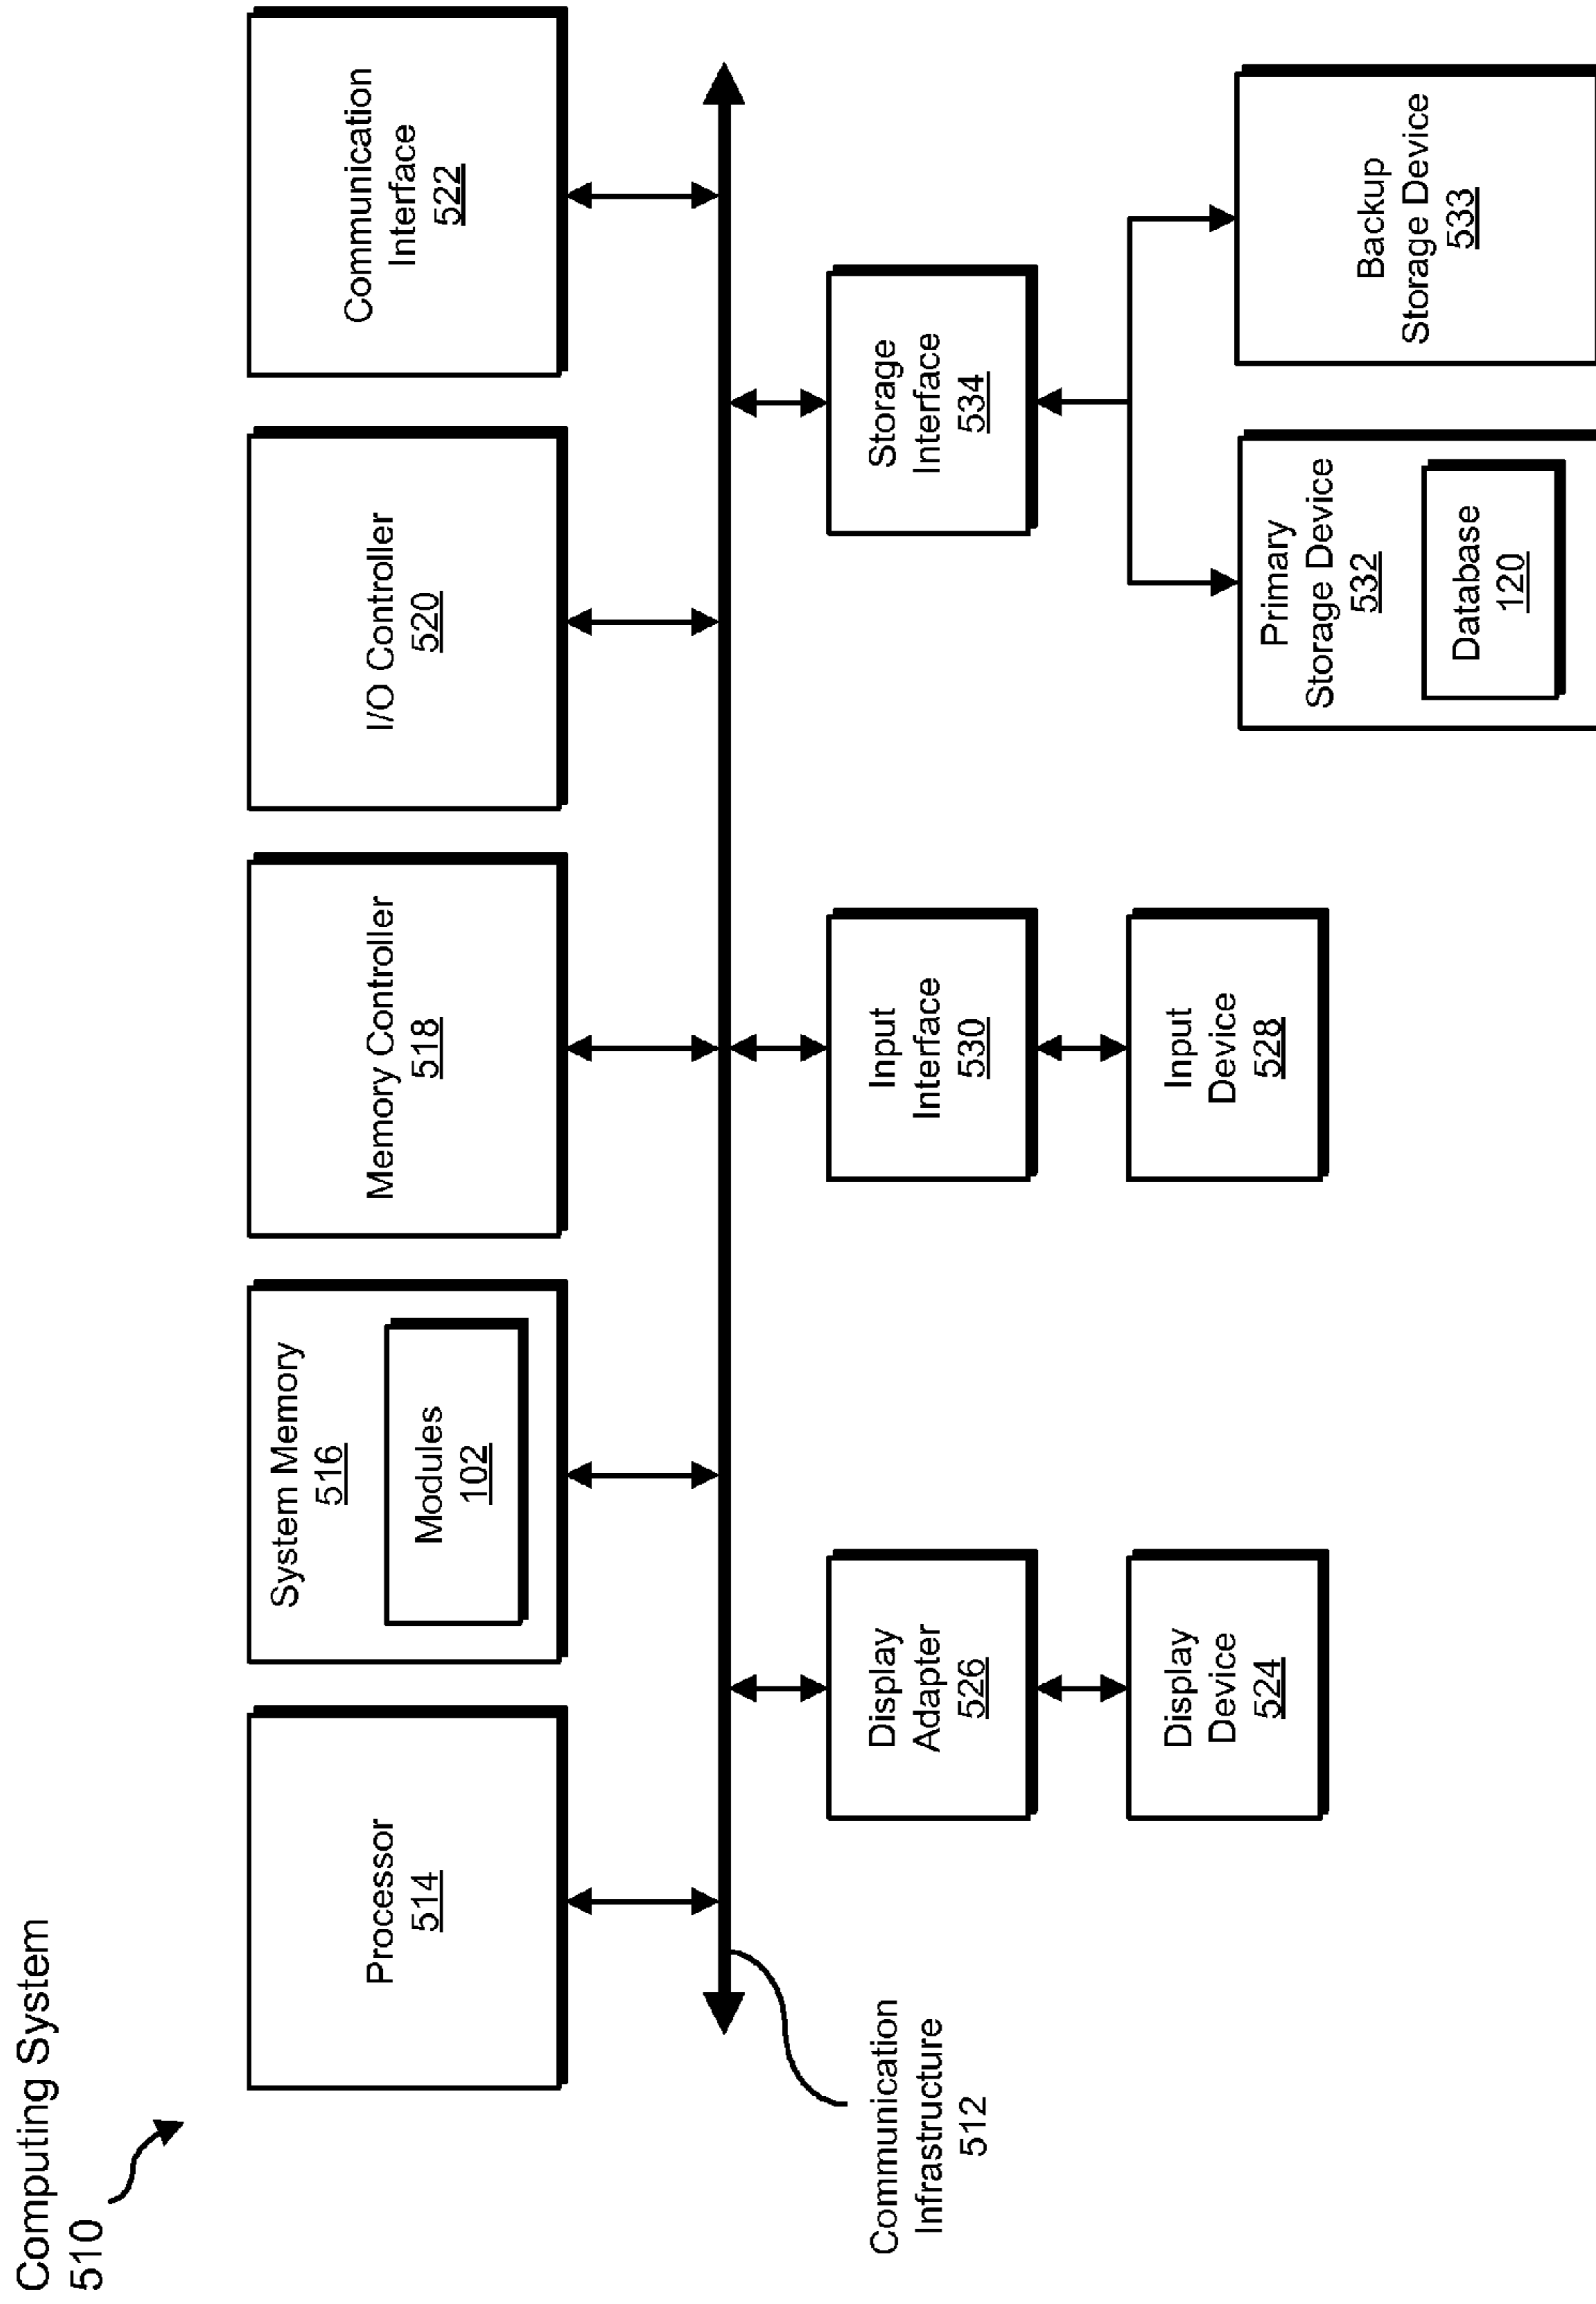 Computing System
510
Processor
514
System Memory
516
Modules
102
Memory Controller
518
I/O Controller
520
Communication
Interface
522
Communication
Infrastructure
512
Display
Adapter
526
Input
Interface
530
Storage
Interface
534
Display
Device
524
Input
Device
528
Primary
Storage Device
532
Database
120
Backup
Storage Device
533